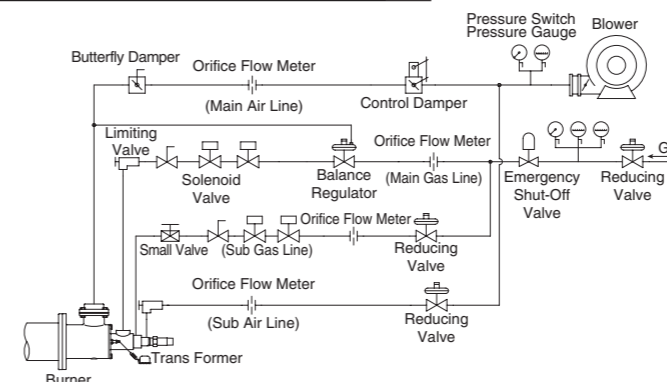 Pressure Switch
Pressure Gauge
Blower
Butterfly Damper
Orifice Flow Meter
(Main Air Line)
Control Damper
Limiting
Valve
Solenoid
Valve
Orifice Flow Meter
Balance
Regulator
(Main Gas Line)
Emergency
Shut-Off
Valve
Reducing
Valve
G
Orifice Flow Meter
Small Valve
(Sub Gas Line)
Reducing
Valve
Orifice Flow Meter
(Sub Air Line)
Reducing
Valve
Trans Former
Burner